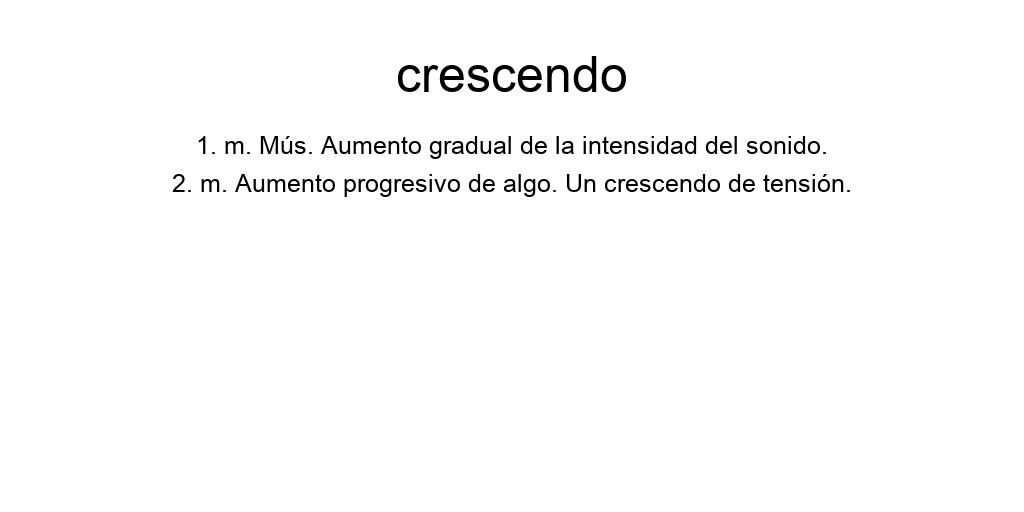 crescendo
1. m. Mús. Aumento gradual de la intensidad del sonido.
2. m. Aumento progresivo de algo. Un crescendo de tensión.